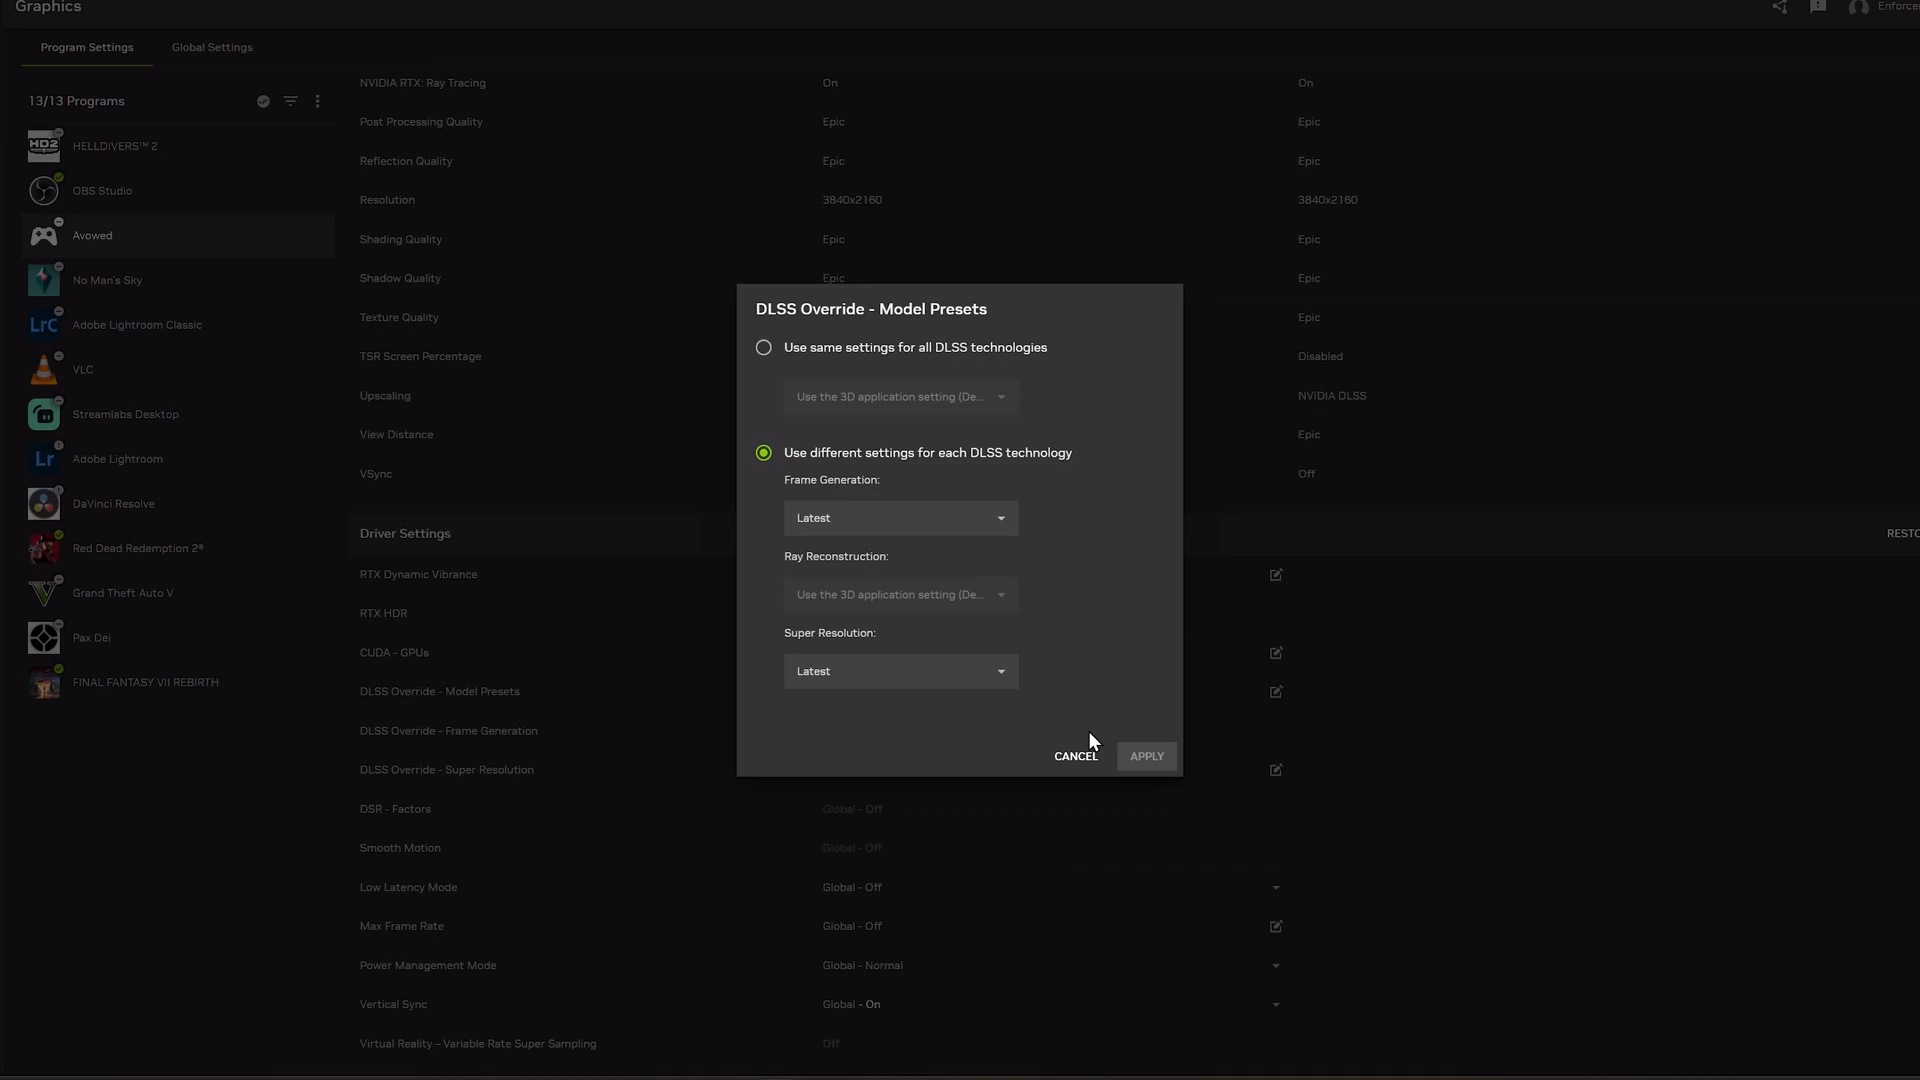 Graphics
Enforce
Program Settings
Global Settings
13/13 Programs
HELLDIVERS™ 2
OBS Studio
Avowed
No Man's Sky
LrC Adobe Lightroom Classic
VLC
Streamlabs Desktop
Lr Adobe Lightroom
DaVinci Resolve
Red Dead Redemption 2®
Grand Theft Auto V
Pax Dei
FINAL FANTASY VII REBIRTH
NVIDIA RTX: Ray Tracing On On
Post Processing Quality Epic Epic
Reflection Quality Epic Epic
Resolution 3840x2160 3840x2160
Shading Quality Epic Epic
Shadow Quality Epic Epic
Texture Quality Epic
TSR Screen Percentage Disabled
Upscaling NVIDIA DLSS
View Distance Epic
VSync Off
Driver Settings RESTO
RTX Dynamic Vibrance
RTX HDR
CUDA - GPUs
DLSS Override - Model Presets
DLSS Override - Frame Generation
DLSS Override - Super Resolution
DSR - Factors Global - Off
Smooth Motion Global - Off
Low Latency Mode Global - Off
Max Frame Rate Global - Off
Power Management Mode Global - Normal
Vertical Sync Global - On
Virtual Reality – Variable Rate Super Sampling Off
DLSS Override - Model Presets
Use same settings for all DLSS technologies
Use the 3D application setting (De...
Use different settings for each DLSS technology
Frame Generation:
Latest
Ray Reconstruction:
Use the 3D application setting (De...
Super Resolution:
Latest
CANCEL
APPLY